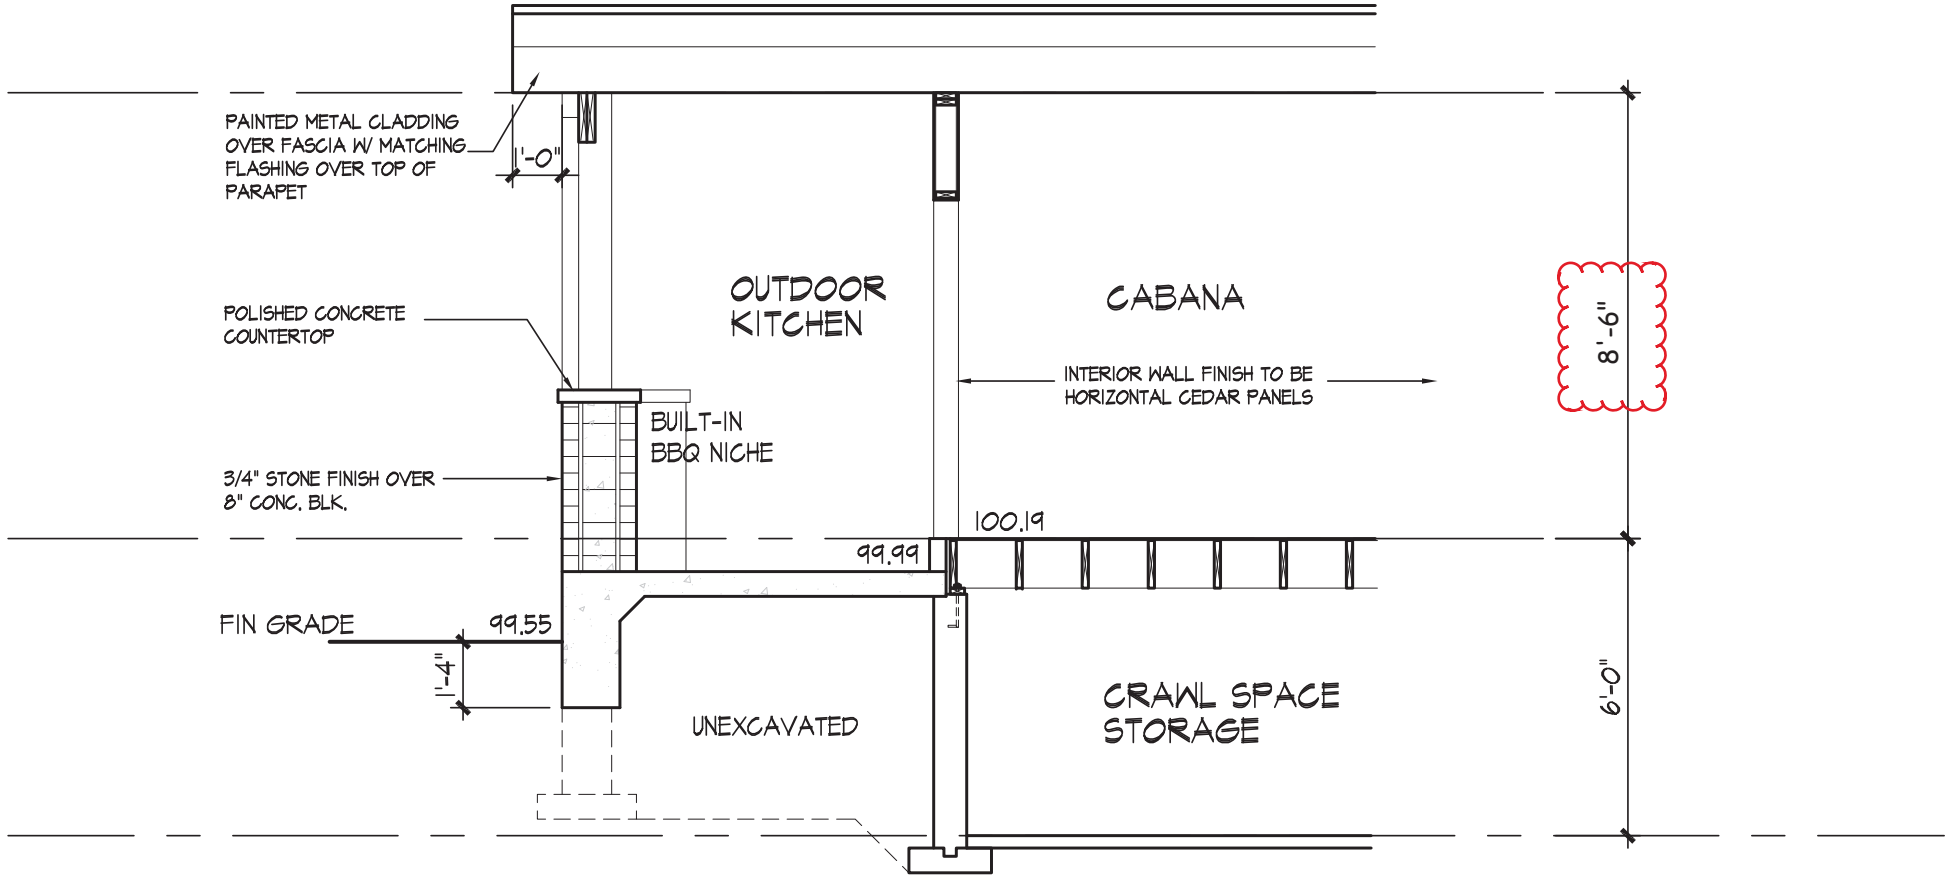 PAINTED METAL CLADDING
OVER FASCIA W/ MATCHING
FLASHING OVER TOP OF
PARAPET
1'-0"
OUTDOOR
KITCHEN
CABANA
8'-6"
POLISHED CONCRETE
COUNTERTOP
INTERIOR WALL FINISH TO BE
HORIZONTAL CEDAR PANELS
BUILT-IN
BBQ NICHE
3/4" STONE FINISH OVER
8" CONC. BLK.
100.19
99.99
FIN GRADE
99.55
1'-4"
UNEXCAVATED
CRAWL SPACE
STORAGE
6'-0"